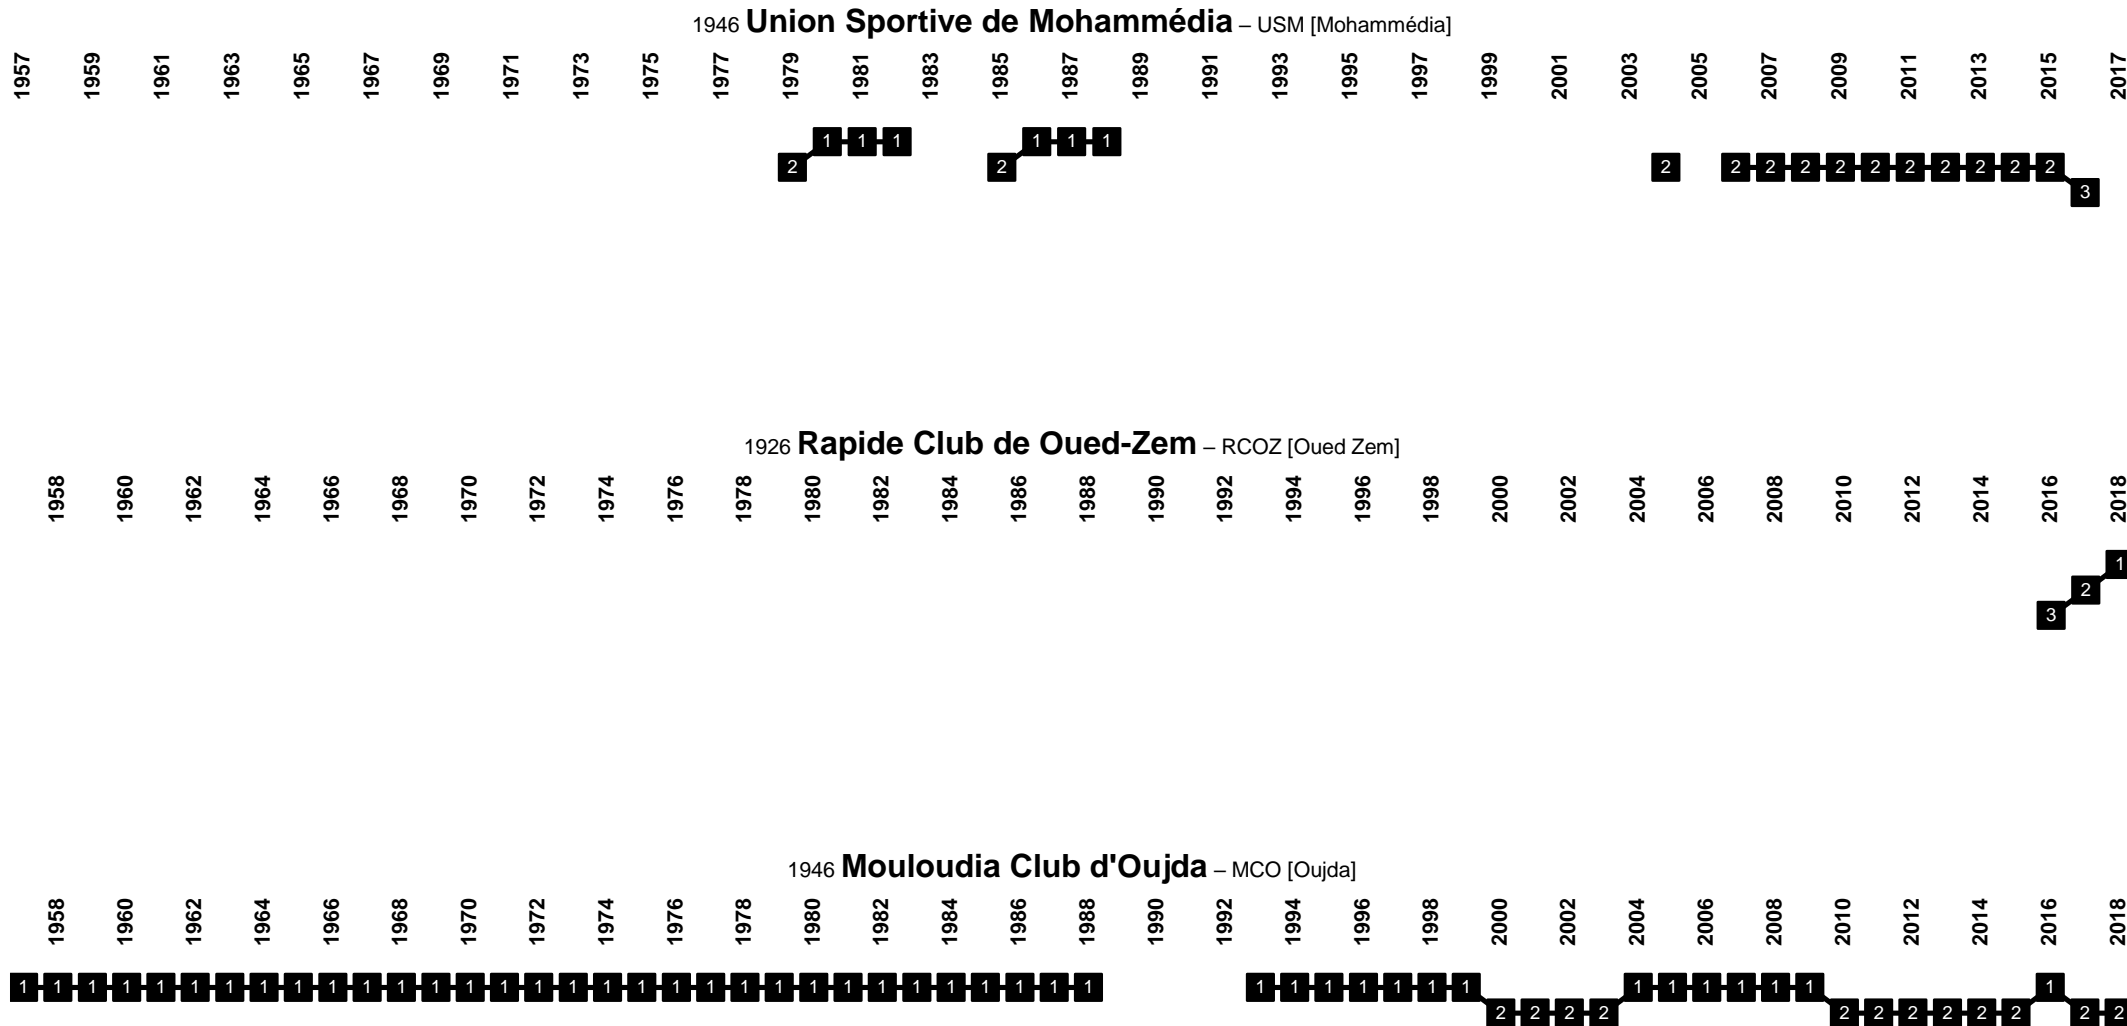 1946 Union Sportive de Mohammédia – USM [Mohammédia]
1957 1959 1961 1963 1965 1967 1969 1971 1973 1975 1977 1979 1981 1983 1985 1987 1989 1991 1993 1995 1997 1999 2001 2003 2005 2007 2009 2011 2013 2015 2017
1 1 1 1 1 1
2 2 2 2 2 2 2 2 2 2 2 2 2
3
1926 Rapide Club de Oued-Zem – RCOZ [Oued Zem]
1958 1960 1962 1964 1966 1968 1970 1972 1974 1976 1978 1980 1982 1984 1986 1988 1990 1992 1994 1996 1998 2000 2002 2004 2006 2008 2010 2012 2014 2016 2018
1
2
3
1946 Mouloudia Club d'Oujda – MCO [Oujda]
1958 1960 1962 1964 1966 1968 1970 1972 1974 1976 1978 1980 1982 1984 1986 1988 1990 1992 1994 1996 1998 2000 2002 2004 2006 2008 2010 2012 2014 2016 2018
1 1 1 1 1 1 1 1 1 1 1 1 1 1 1 1 1 1 1 1 1 1 1 1 1 1 1 1 1 1 1 1 1 1 1 1 1 1 1 1 1 1 1 1 1 1
2 2 2 2 2 2 2 2 2 2 2 2